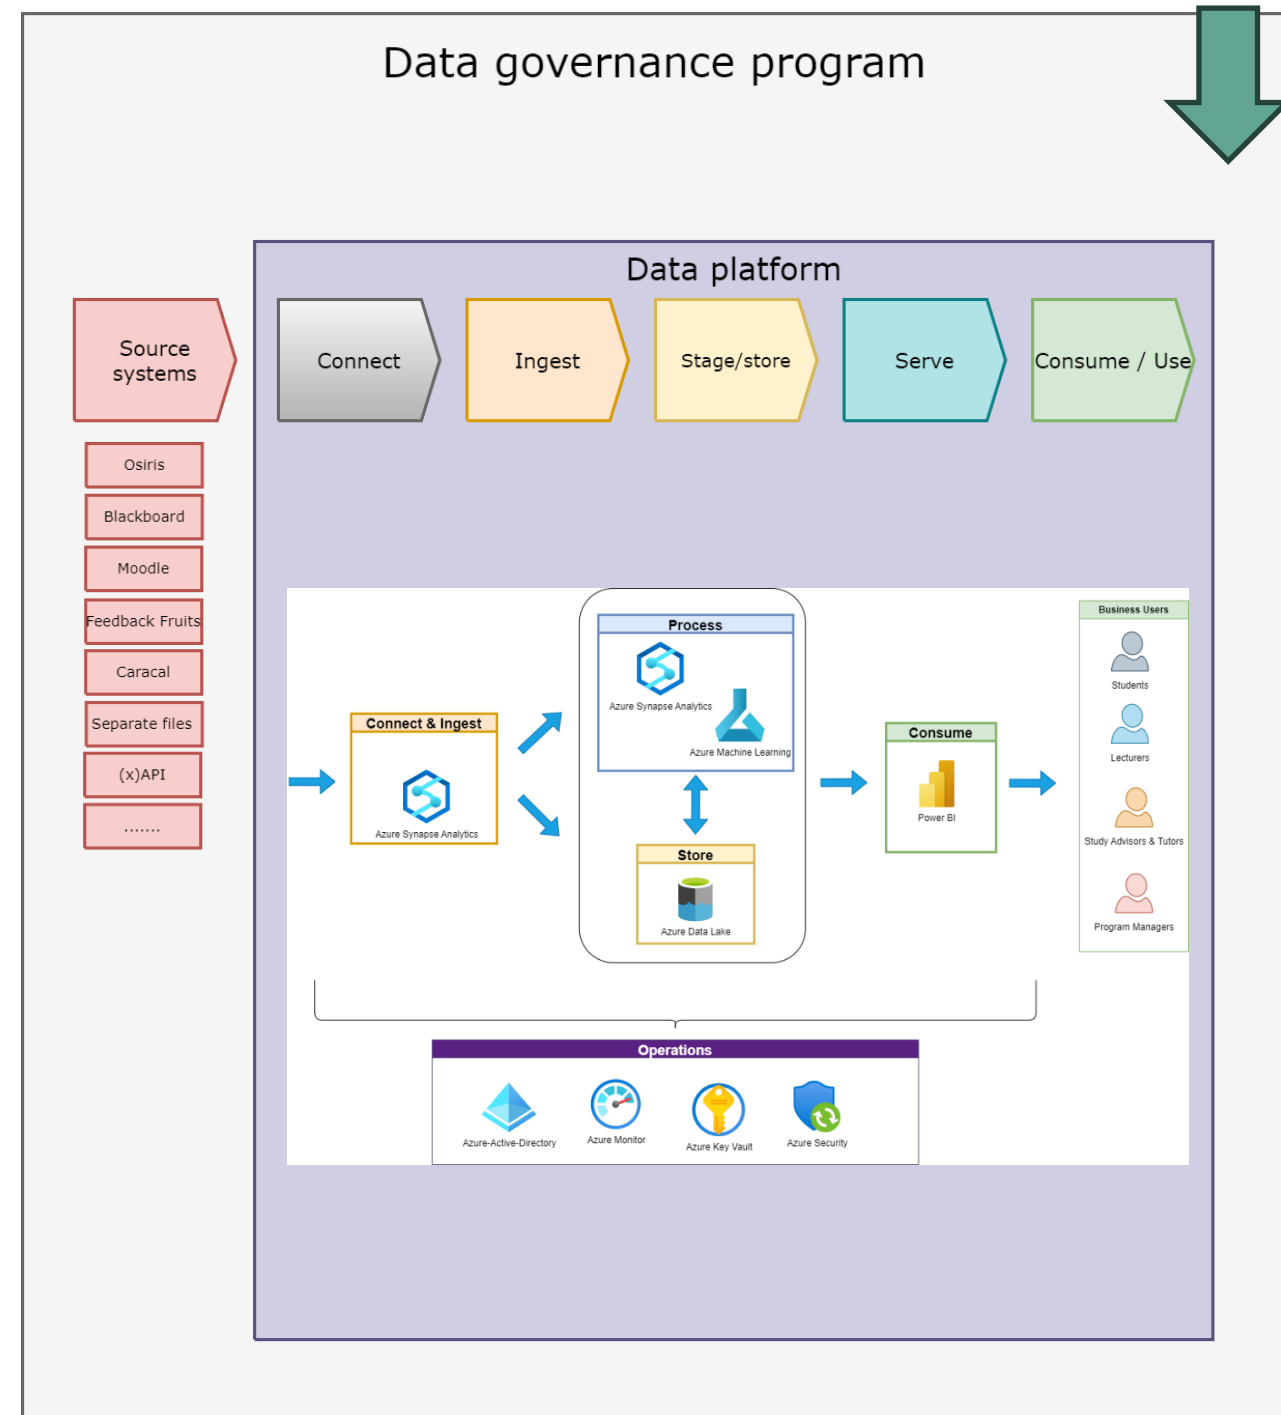 Data governance program
Data platform
Source
systems
Connect
Ingest
Stage/store
Serve
Consume / Use
Osiris
Blackboard
Moodle
Feedback Fruits
Caracal
Separate files
(x)API
.......
Connect & Ingest
Azure Synapse Analytics
Process
Azure Synapse Analytics
Azure Machine Learning
Store
Azure Data Lake
Consume
Power BI
Business Users
Students
Lecturers
Study Advisors & Tutors
Program Managers
Operations
Azure-Active-Directory
Azure Monitor
Azure Key Vault
Azure Security